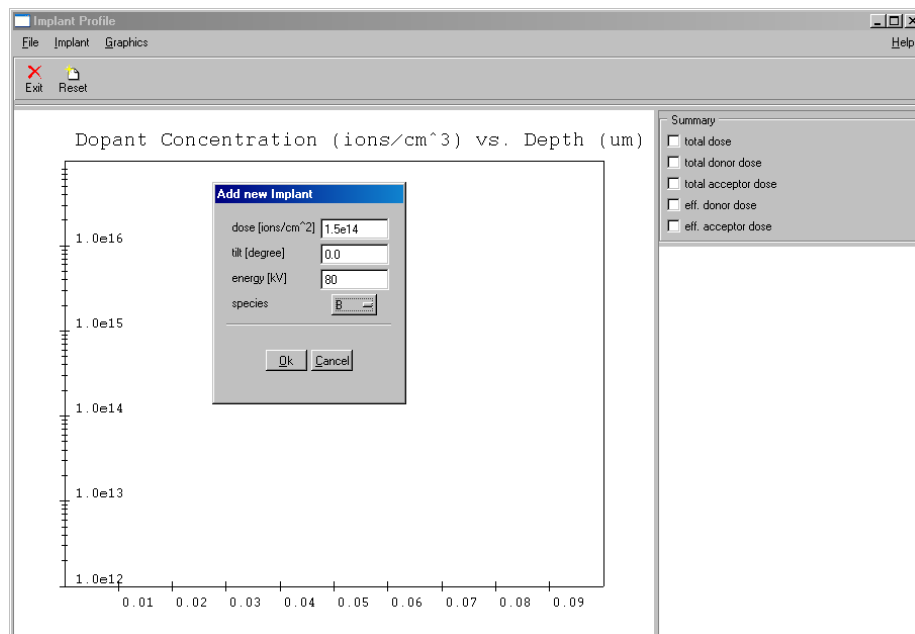 Implant Profile
File Implant Graphics Help
Exit Reset
Dopant Concentration (ions/cm^3) vs. Depth (um)
1.0e16
1.0e15
1.0e14
1.0e13
1.0e12
0.01 0.02 0.03 0.04 0.05 0.06 0.07 0.08 0.09
Add new Implant
dose [ions/cm^2] 1.5e14
tilt [degree] 0.0
energy [kV] 80
species B
Ok Cancel
Summary
total dose
total donor dose
total acceptor dose
eff. donor dose
eff. acceptor dose